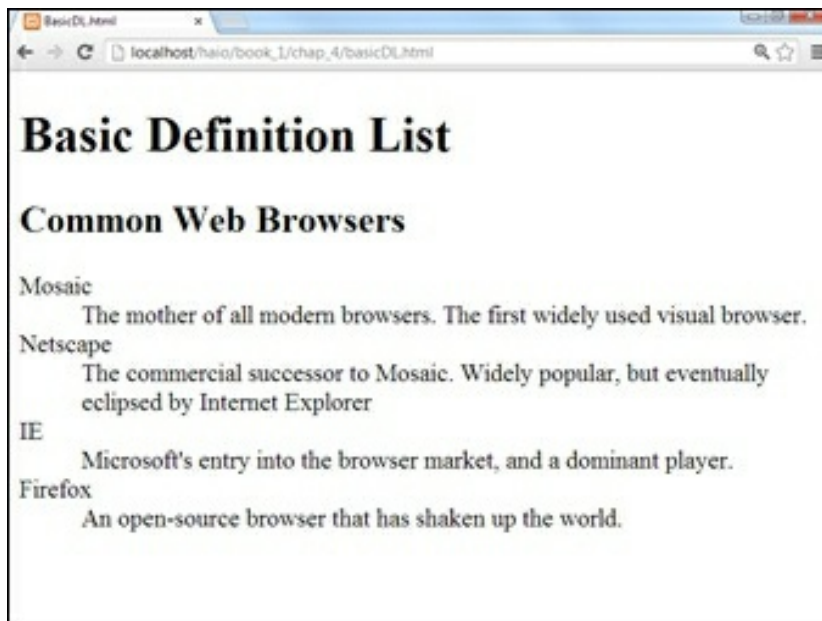 BasicDL.html
localhost/haio/book_1/chap_4/basicDL.html
Basic Definition List
Common Web Browsers
Mosaic
The mother of all modern browsers. The first widely used visual browser.
Netscape
The commercial successor to Mosaic. Widely popular, but eventually
eclipsed by Internet Explorer
IE
Microsoft's entry into the browser market, and a dominant player.
Firefox
An open-source browser that has shaken up the world.